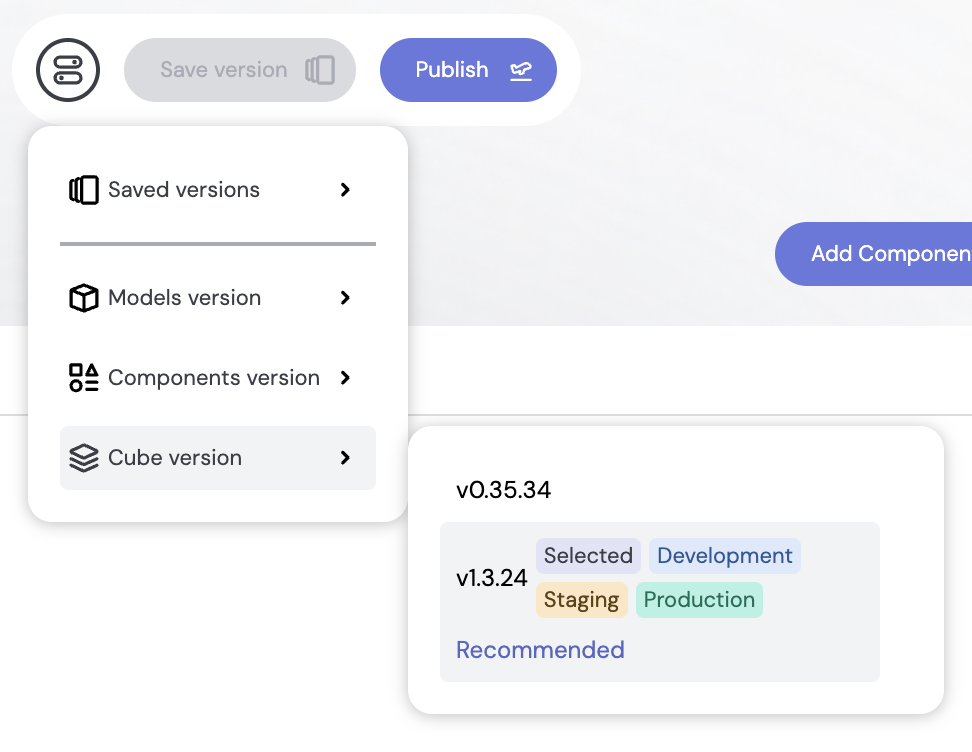 Save version
Publish
Saved versions
Add Componen
Models version
Components version
Cube version
v0.35.34
v1.3.24
Selected
Development
Staging
Production
Recommended